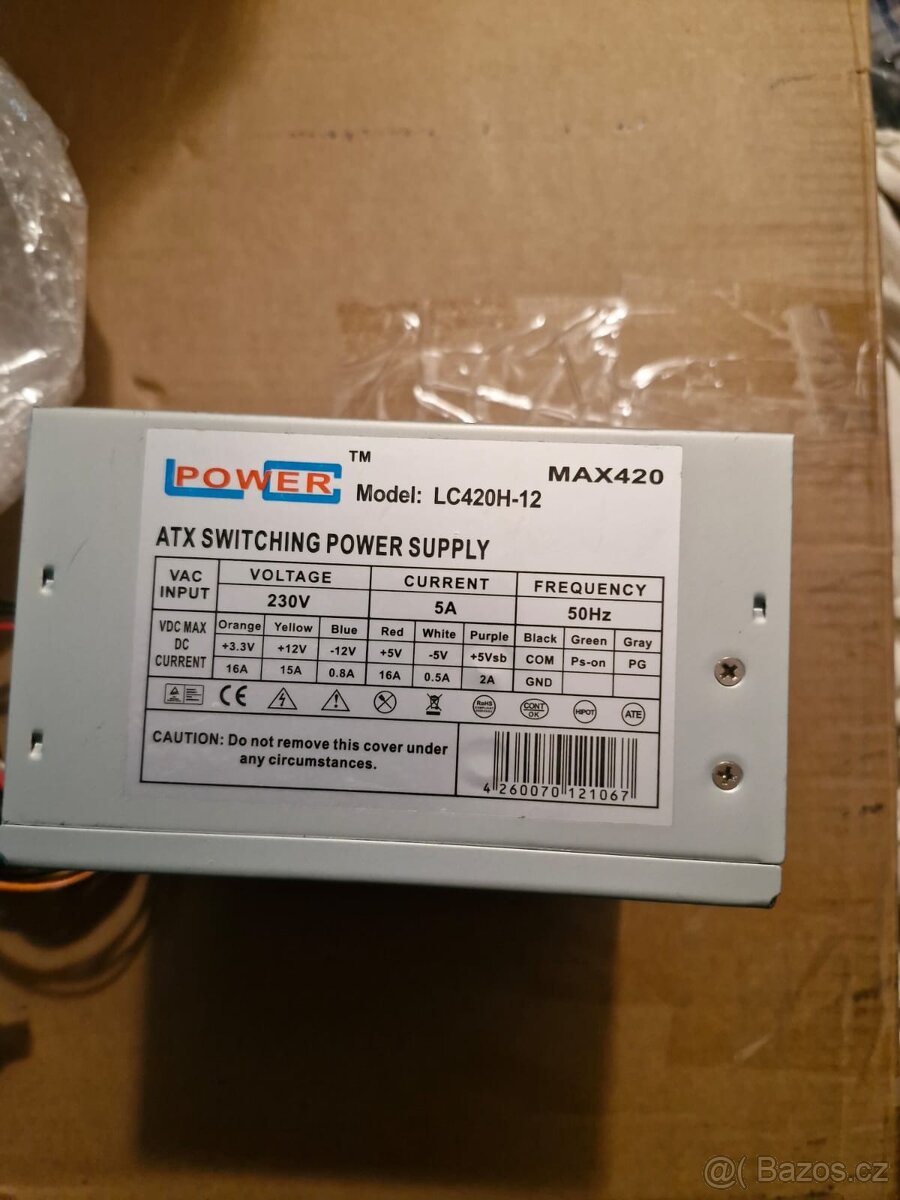 LC POWER ™
MAX420
Model: LC420H-12
ATX SWITCHING POWER SUPPLY
VAC INPUT VOLTAGE CURRENT FREQUENCY
230V 5A 50Hz
VDC MAX DC CURRENT
Orange Yellow Blue Red White Purple Black Green Gray
+3.3V +12V -12V +5V -5V +5Vsb COM Ps-on PG
16A 15A 0.8A 16A 0.5A 2A GND
CE RoHS CONT OK HIPOT ATE
CAUTION: Do not remove this cover under
any circumstances.
4 260070 121067
@( Bazos.cz